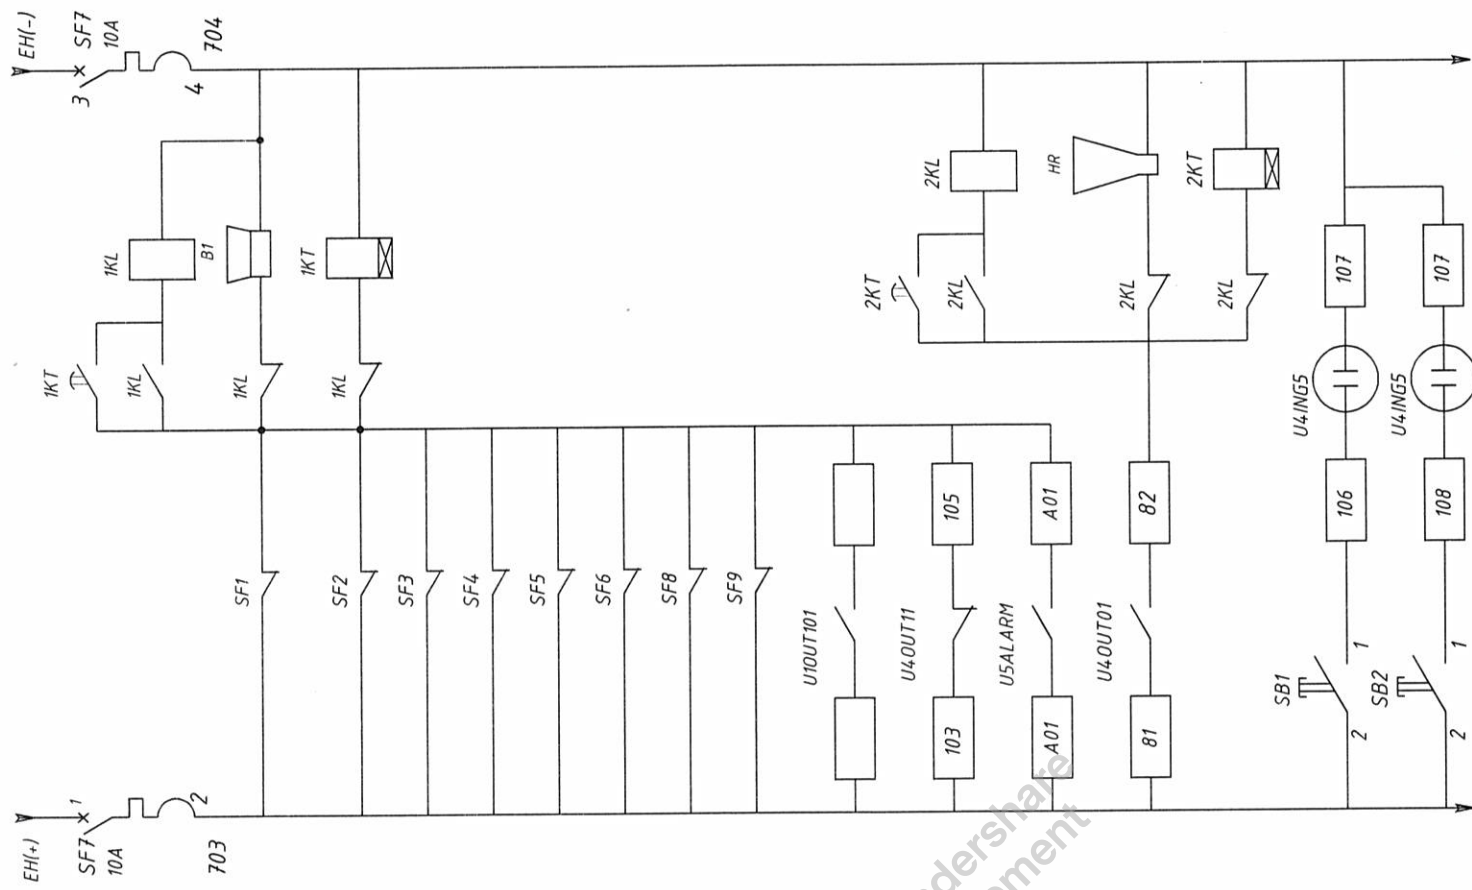 EH(-)
SF7
10A
3
4
704
1KL
B1
1KT
1KT
1KL
1KL
1KL
2KL
HR
2KT
2KT
2KL
2KL
2KL
107
107
U4ING5
U4ING5
106
108
SF1
SF2
SF3
SF4
SF5
SF6
SF8
SF9
105
A01
82
U1OUT101
U4OUT11
U5ALARM
U4OUT01
103
A01
81
SB1
1
2
SB2
1
2
EH(+)
SF7
10A
1
2
703
dershare
ement